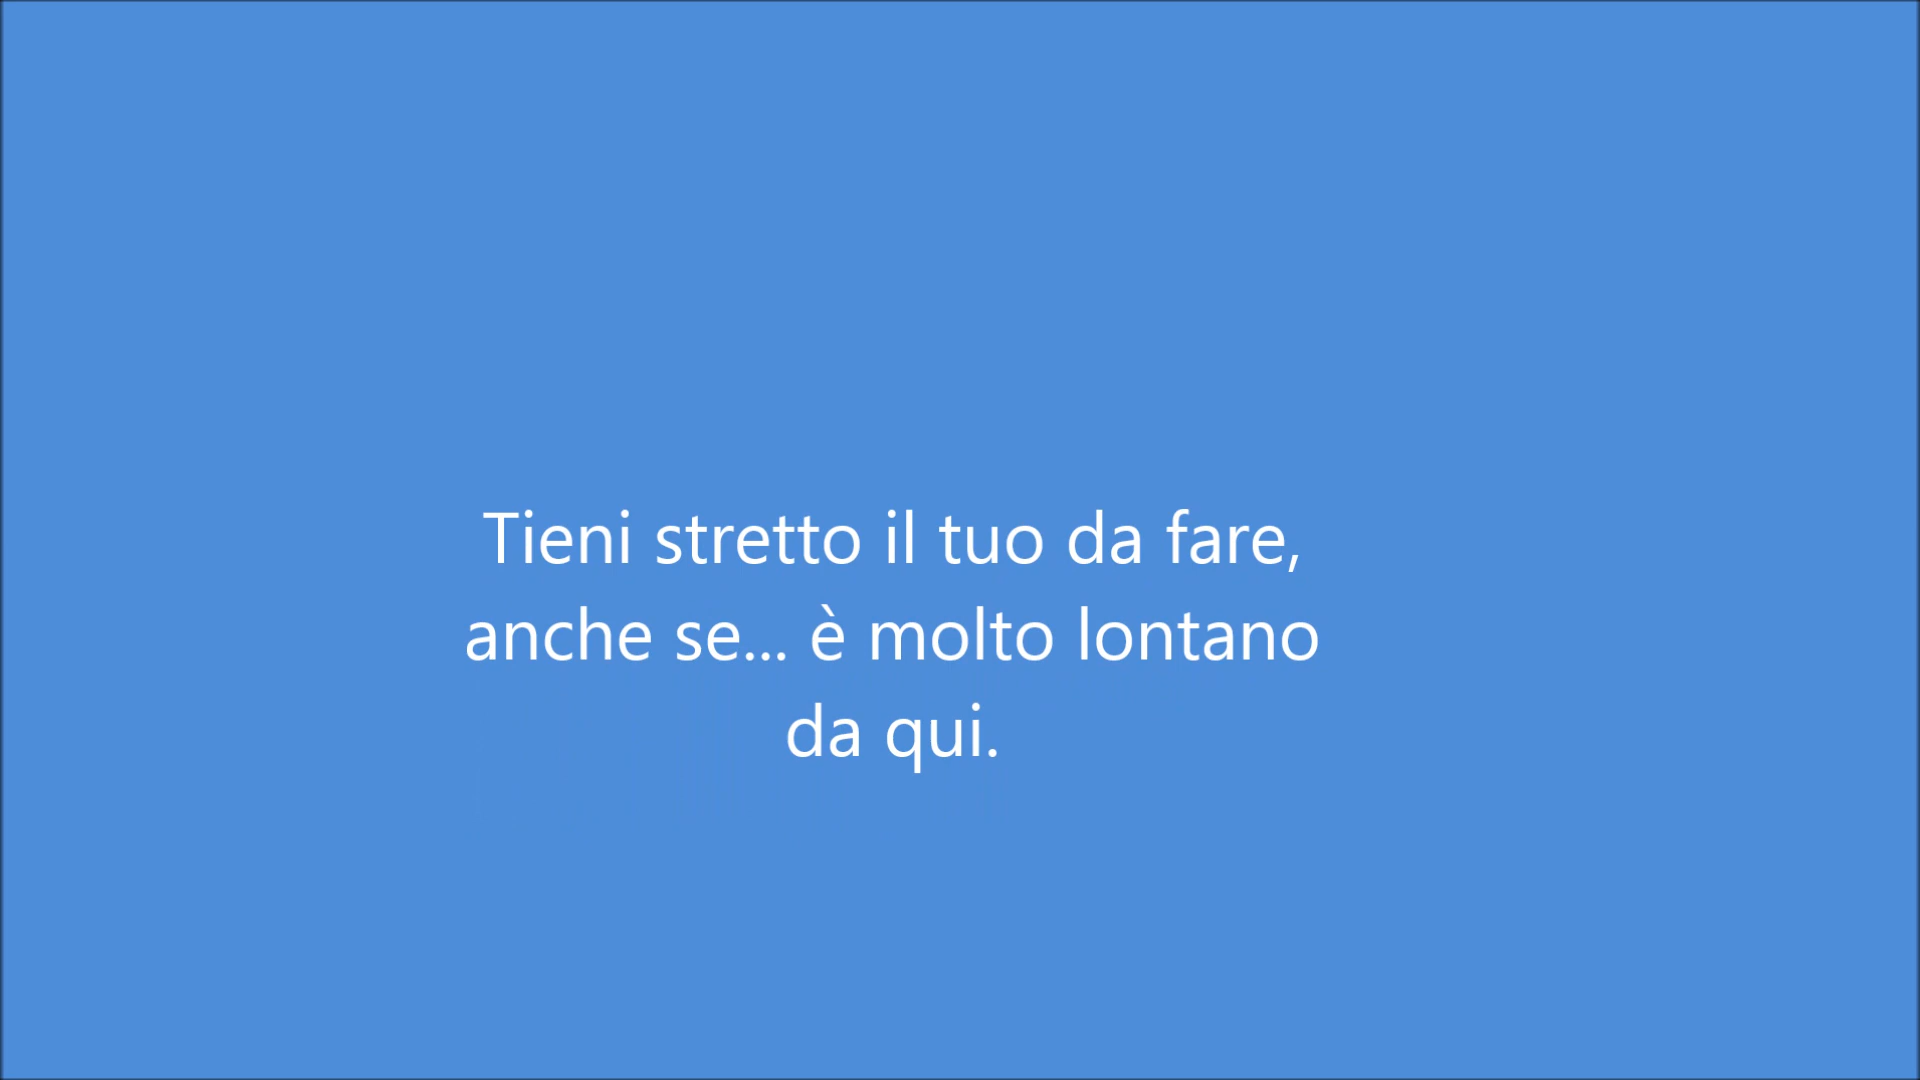 Tieni stretto il tuo da fare,
anche se... è molto lontano
da qui.